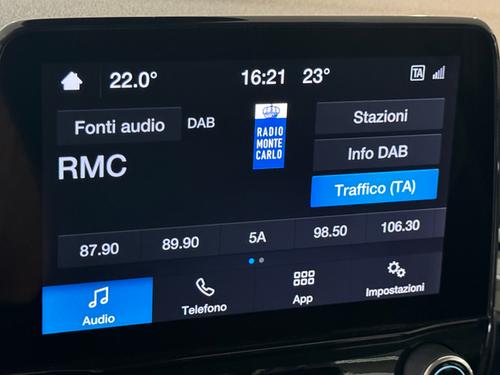 22.0°
16:21
23°
TA
Fonti audio
DAB
RADIO
MONTE
CARLO
Stazioni
RMC
Info DAB
Traffico (TA)
87.90
89.90
5A
98.50
106.30
Audio
Telefono
App
Impostazioni